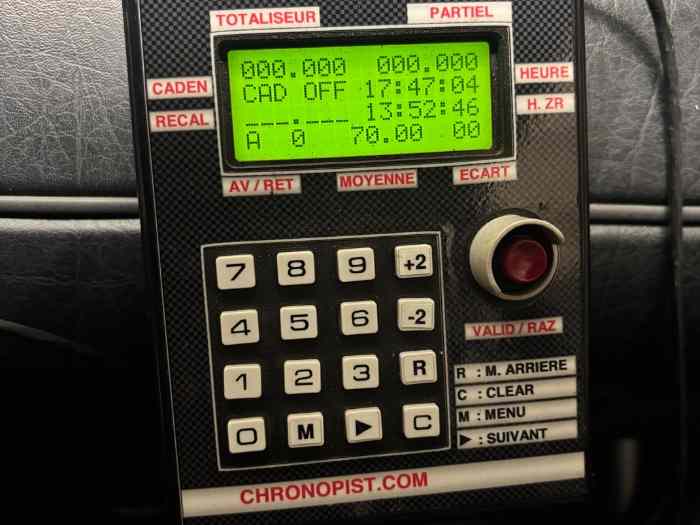 TOTALISEUR PARTIEL
000.000 000.000
CADEN CAD OFF 17:47:04 HEURE
RECAL ___.___ 13:52:46 H. ZR
A 0 70.00 00
AV / RET MOYENNE ECART
7 8 9 +2
4 5 6 -2
VALID / RAZ
1 2 3 R
R : M. ARRIERE
C : CLEAR
0 M ► C
M : MENU
► : SUIVANT
CHRONOPIST.COM